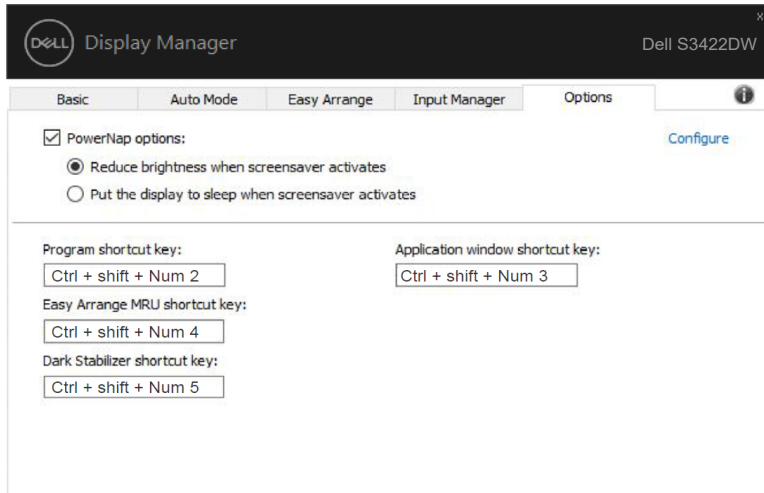 DELL Display Manager
Dell S3422DW
Basic Auto Mode Easy Arrange Input Manager Options
PowerNap options: Configure
Reduce brightness when screensaver activates
Put the display to sleep when screensaver activates
Program shortcut key: Application window shortcut key:
Ctrl + shift + Num 2 Ctrl + shift + Num 3
Easy Arrange MRU shortcut key:
Ctrl + shift + Num 4
Dark Stabilizer shortcut key:
Ctrl + shift + Num 5